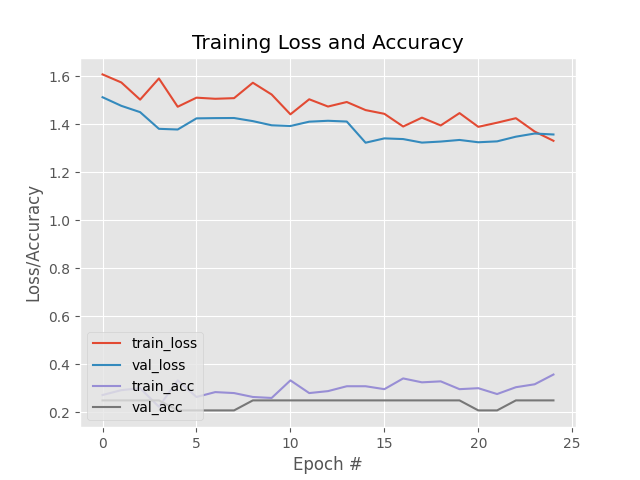 Training Loss and Accuracy
1.6
1.4
1.2
1.0
0.8
0.6
0.4
0.2
Loss/Accuracy
train_loss
val_loss
train_acc
val_acc
0 5 10 15 20 25
Epoch #